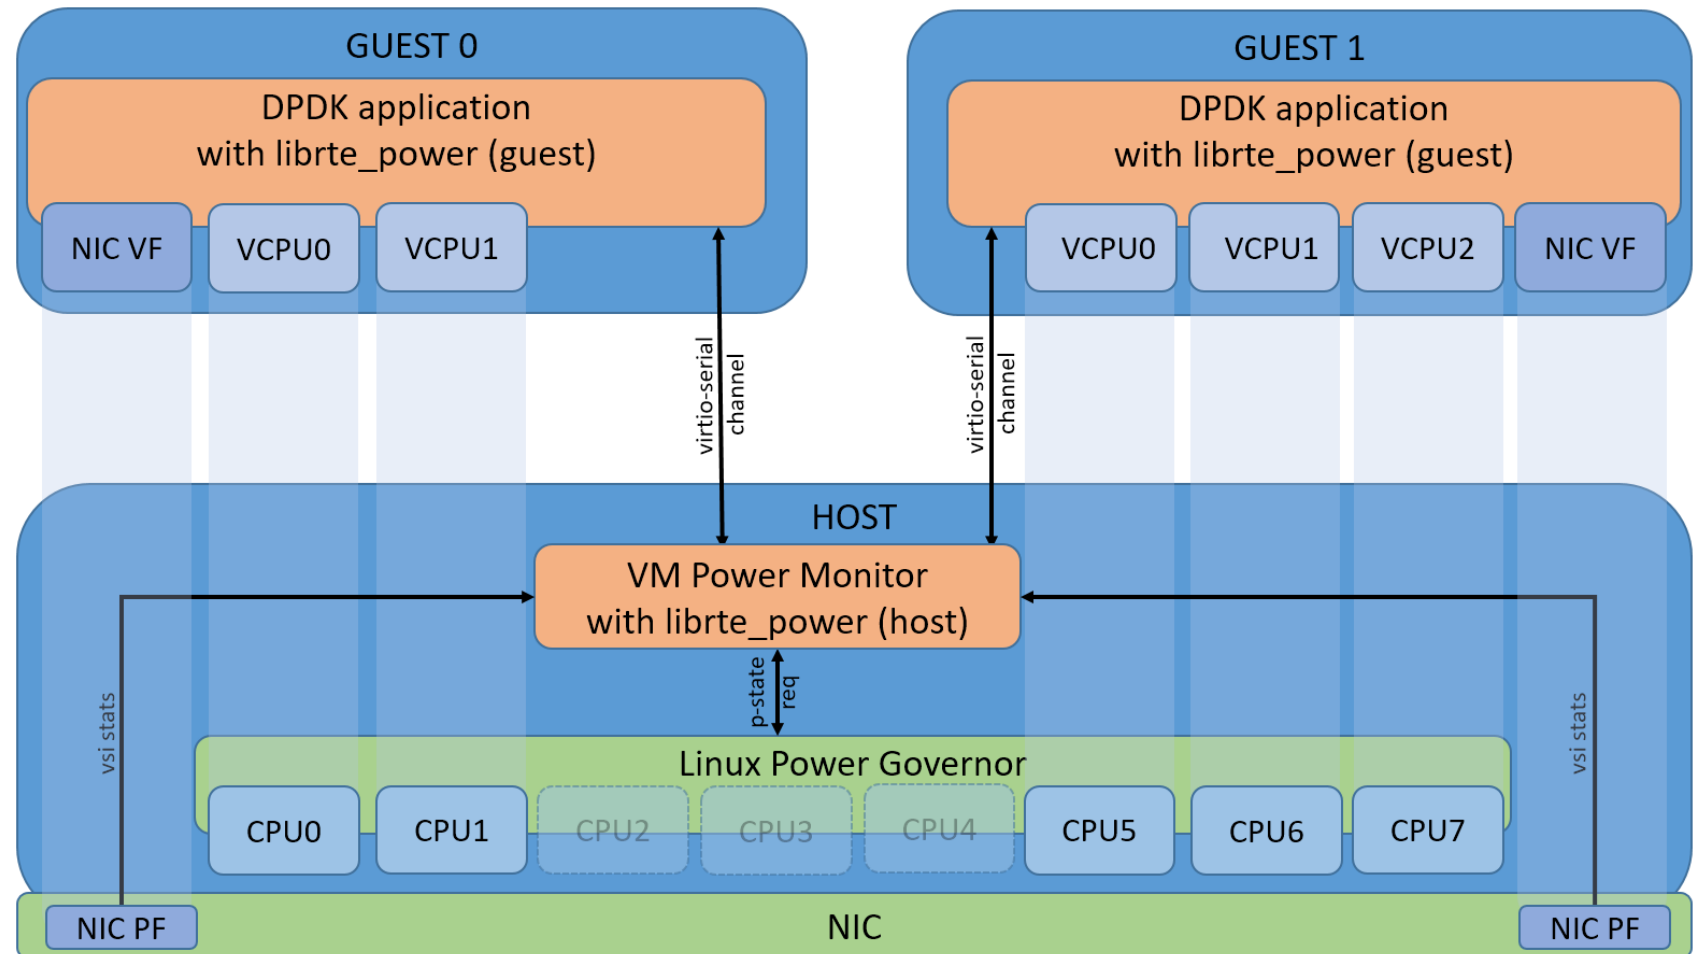 GUEST 0
DPDK application
with librte_power (guest)
NIC VF
VCPU0
VCPU1
GUEST 1
DPDK application
with librte_power (guest)
VCPU0
VCPU1
VCPU2
NIC VF
virtio-serial
channel
virtio-serial
channel
HOST
VM Power Monitor
with librte_power (host)
p-state
req
vsi stats
vsi stats
Linux Power Governor
CPU0
CPU1
CPU2
CPU3
CPU4
CPU5
CPU6
CPU7
NIC PF
NIC
NIC PF